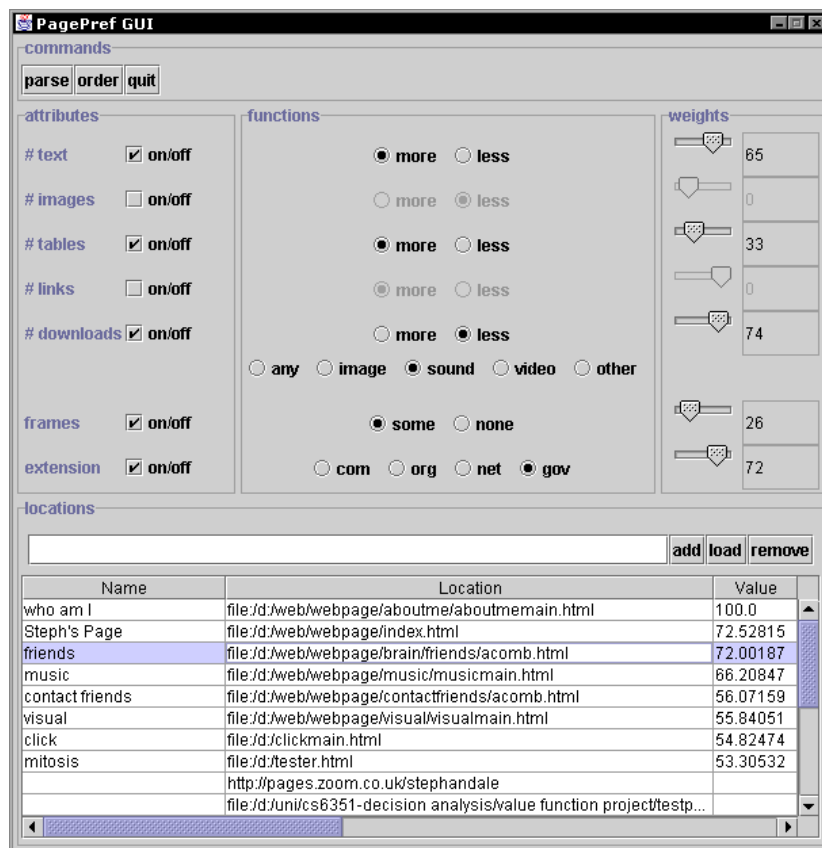 PagePref GUI
commands
parse order quit
attributes functions weights
# text on/off more less 65
# images on/off more less 0
# tables on/off more less 33
# links on/off more less 0
# downloads on/off more less 74
any image sound video other
frames on/off some none 26
extension on/off com org net gov 72
locations
add load remove
Name Location Value
who am I file:/d:/web/webpage/aboutme/aboutmemain.html 100.0
Steph's Page file:/d:/web/webpage/index.html 72.52815
friends file:/d:/web/webpage/brain/friends/acomb.html 72.00187
music file:/d:/web/webpage/music/musicmain.html 66.20847
contact friends file:/d:/web/webpage/contactfriends/acomb.html 56.07159
visual file:/d:/web/webpage/visual/visualmain.html 55.84051
click file:/d:/clickmain.html 54.82474
mitosis file:/d:/tester.html 53.30532
http://pages.zoom.co.uk/stephandale
file:/d:/uni/cs6351-decision analysis/value function project/testp...